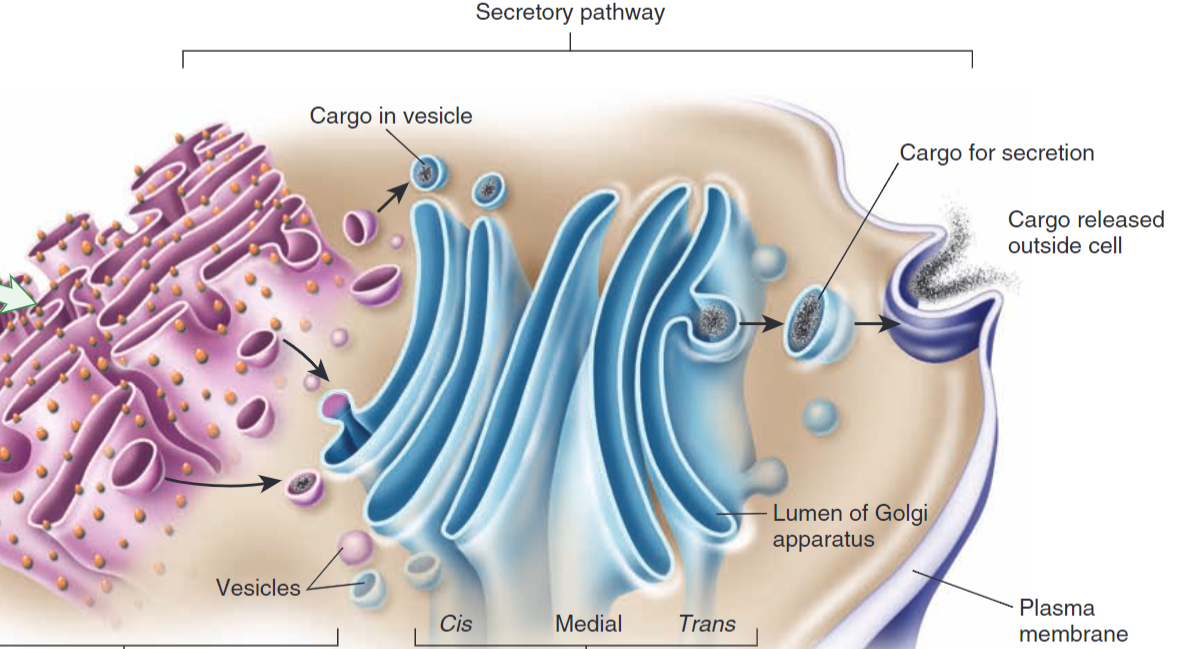 Secretory pathway
Cargo in vesicle
Cargo for secretion
Cargo released
outside cell
Lumen of Golgi
apparatus
Vesicles
Plasma
membrane
Cis
Medial
Trans